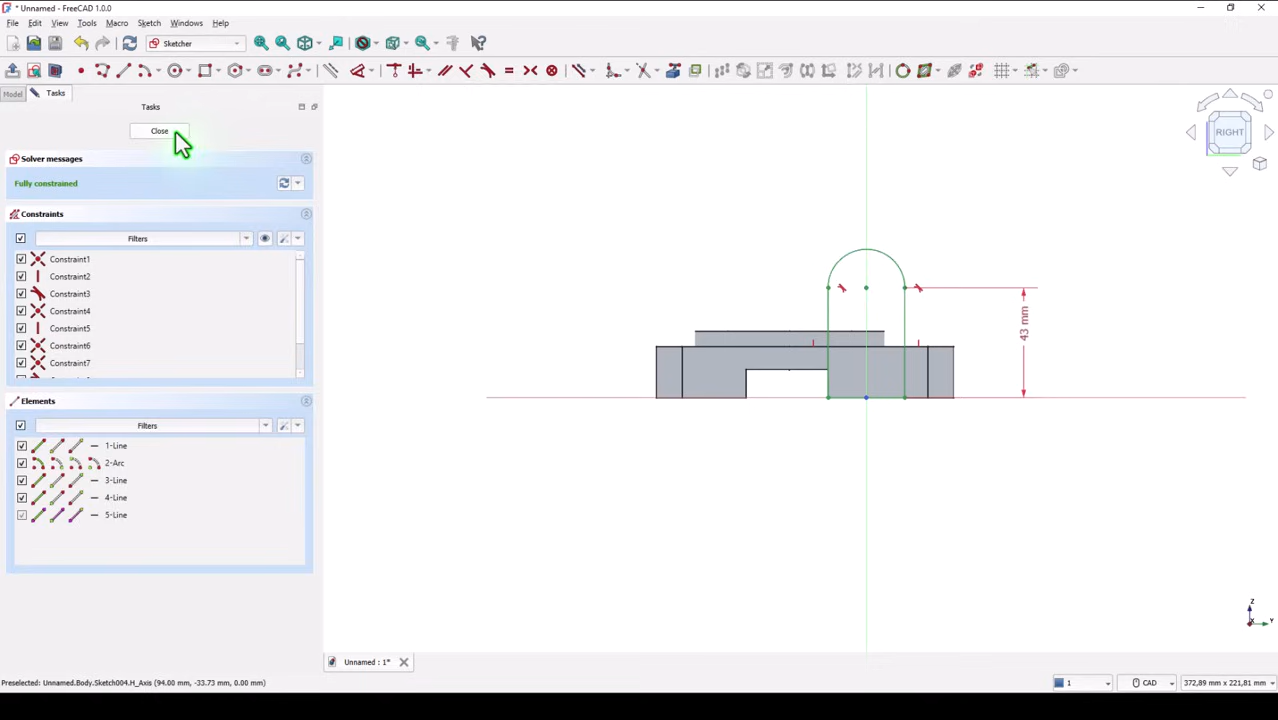 * Unnamed - FreeCAD 1.0.0
File Edit View Tools Macro Sketch Windows Help
Sketcher
Model Tasks
Tasks
Close
Solver messages
Fully constrained
Constraints
Filters
Constraint1
Constraint2
Constraint3
Constraint4
Constraint5
Constraint6
Constraint7
Elements
Filters
1-Line
2-Arc
3-Line
4-Line
5-Line
RIGHT
43 mm
Z
X
Y
Unnamed : 1*
Preselected: Unnamed.Body.Sketch004.H_Axis (94.00 mm, -33.73 mm, 0.00 mm)
1
CAD
372,89 mm x 221,81 mm